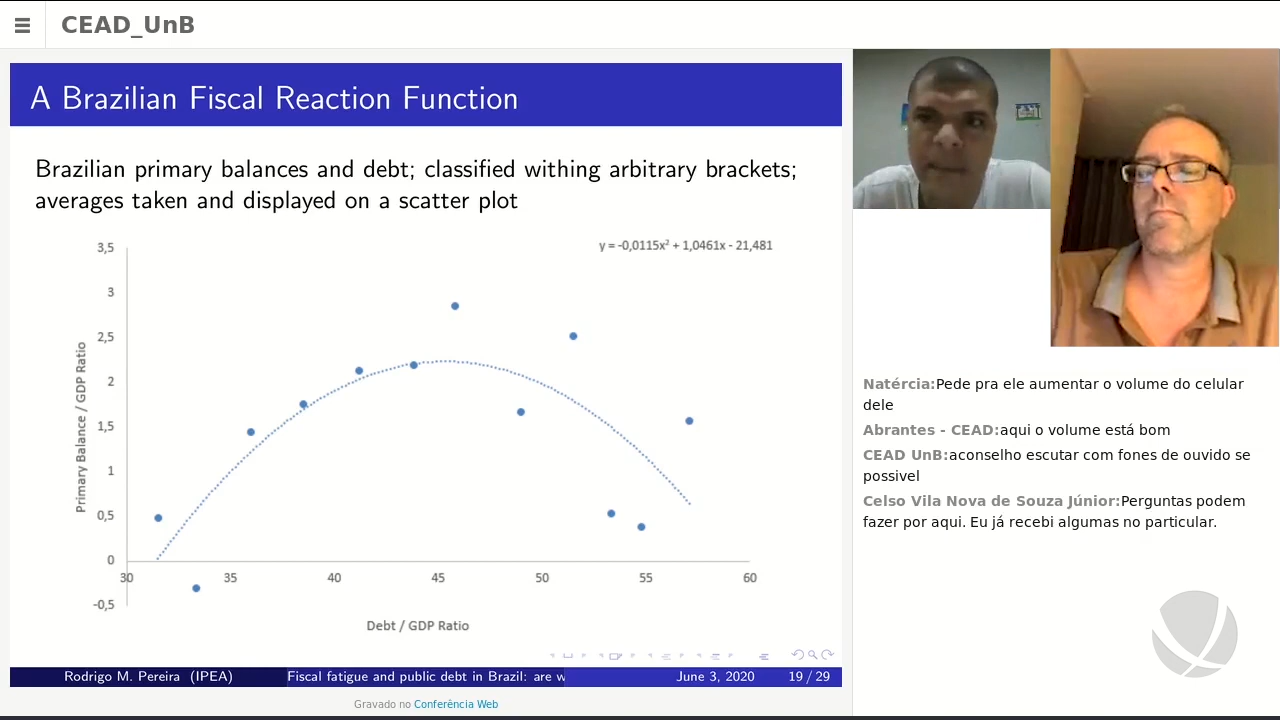 CEAD_UnB
A Brazilian Fiscal Reaction Function
Brazilian primary balances and debt; classified withing arbitrary brackets;
averages taken and displayed on a scatter plot
y = -0,0115x² + 1,0461x - 21,481
3,5
3
2,5
2
1,5
1
0,5
0
-0,5
Primary Balance / GDP Ratio
30 35 40 45 50 55 60
Debt / GDP Ratio
Rodrigo M. Pereira (IPEA) Fiscal fatigue and public debt in Brazil: are w June 3, 2020 19 / 29
Gravado no Conferência Web
Natércia:Pede pra ele aumentar o volume do celular
dele
Abrantes - CEAD:aqui o volume está bom
CEAD UnB:aconselho escutar com fones de ouvido se
possivel
Celso Vila Nova de Souza Júnior:Perguntas podem
fazer por aqui. Eu já recebi algumas no particular.